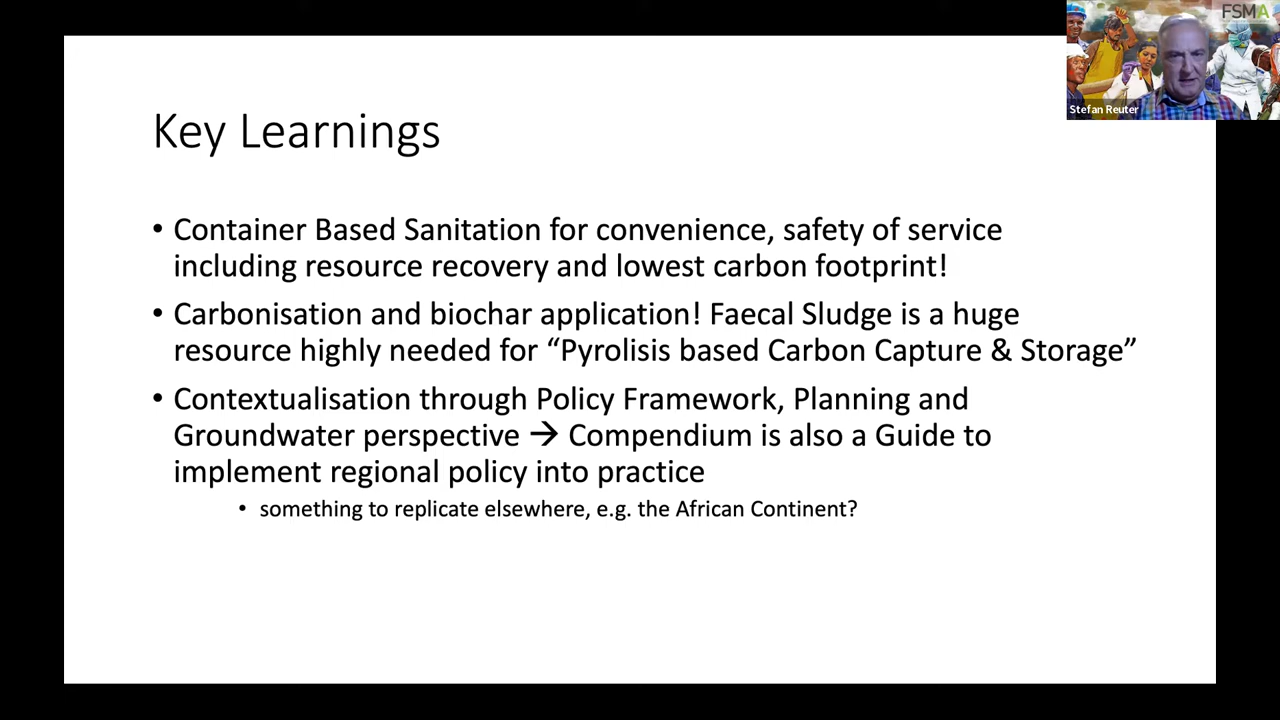 FSMA
Stefan Reuter
Key Learnings
• Container Based Sanitation for convenience, safety of service
including resource recovery and lowest carbon footprint!
• Carbonisation and biochar application! Faecal Sludge is a huge
resource highly needed for “Pyrolisis based Carbon Capture & Storage”
• Contextualisation through Policy Framework, Planning and
Groundwater perspective → Compendium is also a Guide to
implement regional policy into practice
• something to replicate elsewhere, e.g. the African Continent?